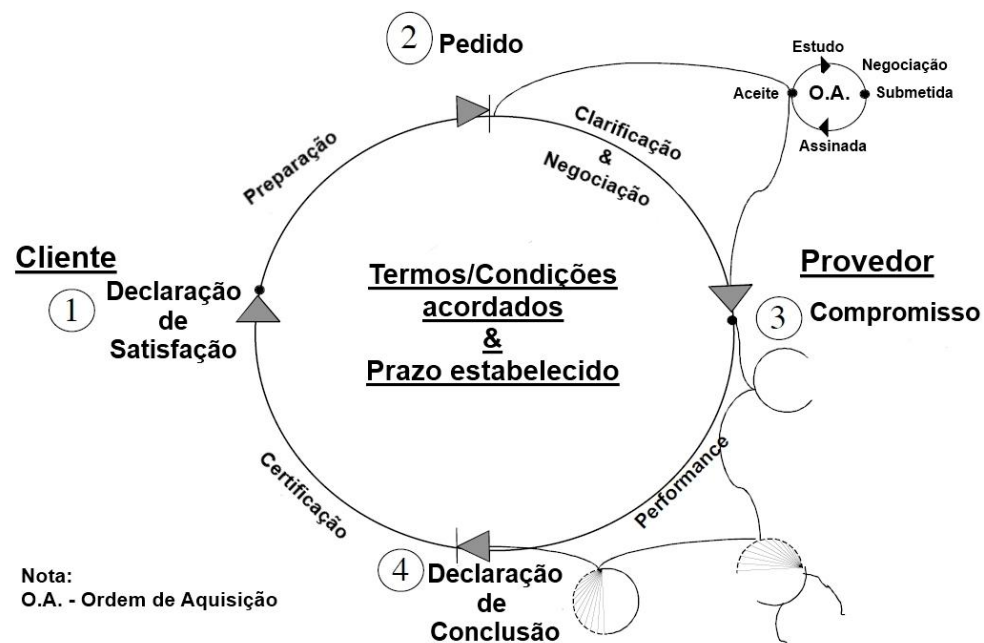 2 Pedido
Estudo
Negociação
Aceite
O.A.
Submetida
Assinada
Preparação
Clarificação
&
Negociação
Cliente
1 Declaração
de
Satisfação
Termos/Condições
acordados
&
Prazo estabelecido
Provedor
3 Compromisso
Certificação
Performance
4 Declaração
de
Conclusão
Nota:
O.A. - Ordem de Aquisição